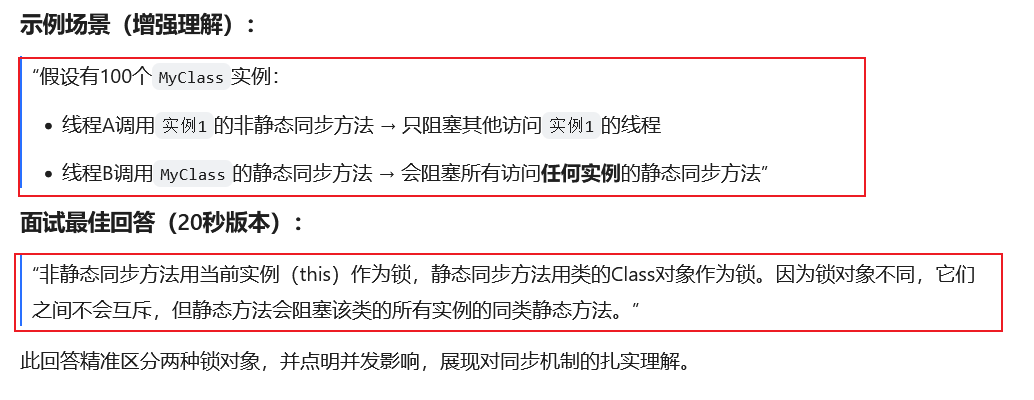 示例场景（增强理解）：
“假设有100个 MyClass 实例：
• 线程A调用 实例1 的非静态同步方法 → 只阻塞其他访问 实例1 的线程
• 线程B调用 MyClass 的静态同步方法 → 会阻塞所有访问任何实例的静态同步方法”
面试最佳回答（20秒版本）：
“非静态同步方法用当前实例（this）作为锁，静态同步方法用类的Class对象作为锁。因为锁对象不同，它们
之间不会互斥，但静态方法会阻塞该类的所有实例的同类静态方法。”
此回答精准区分两种锁对象，并点明并发影响，展现对同步机制的扎实理解。